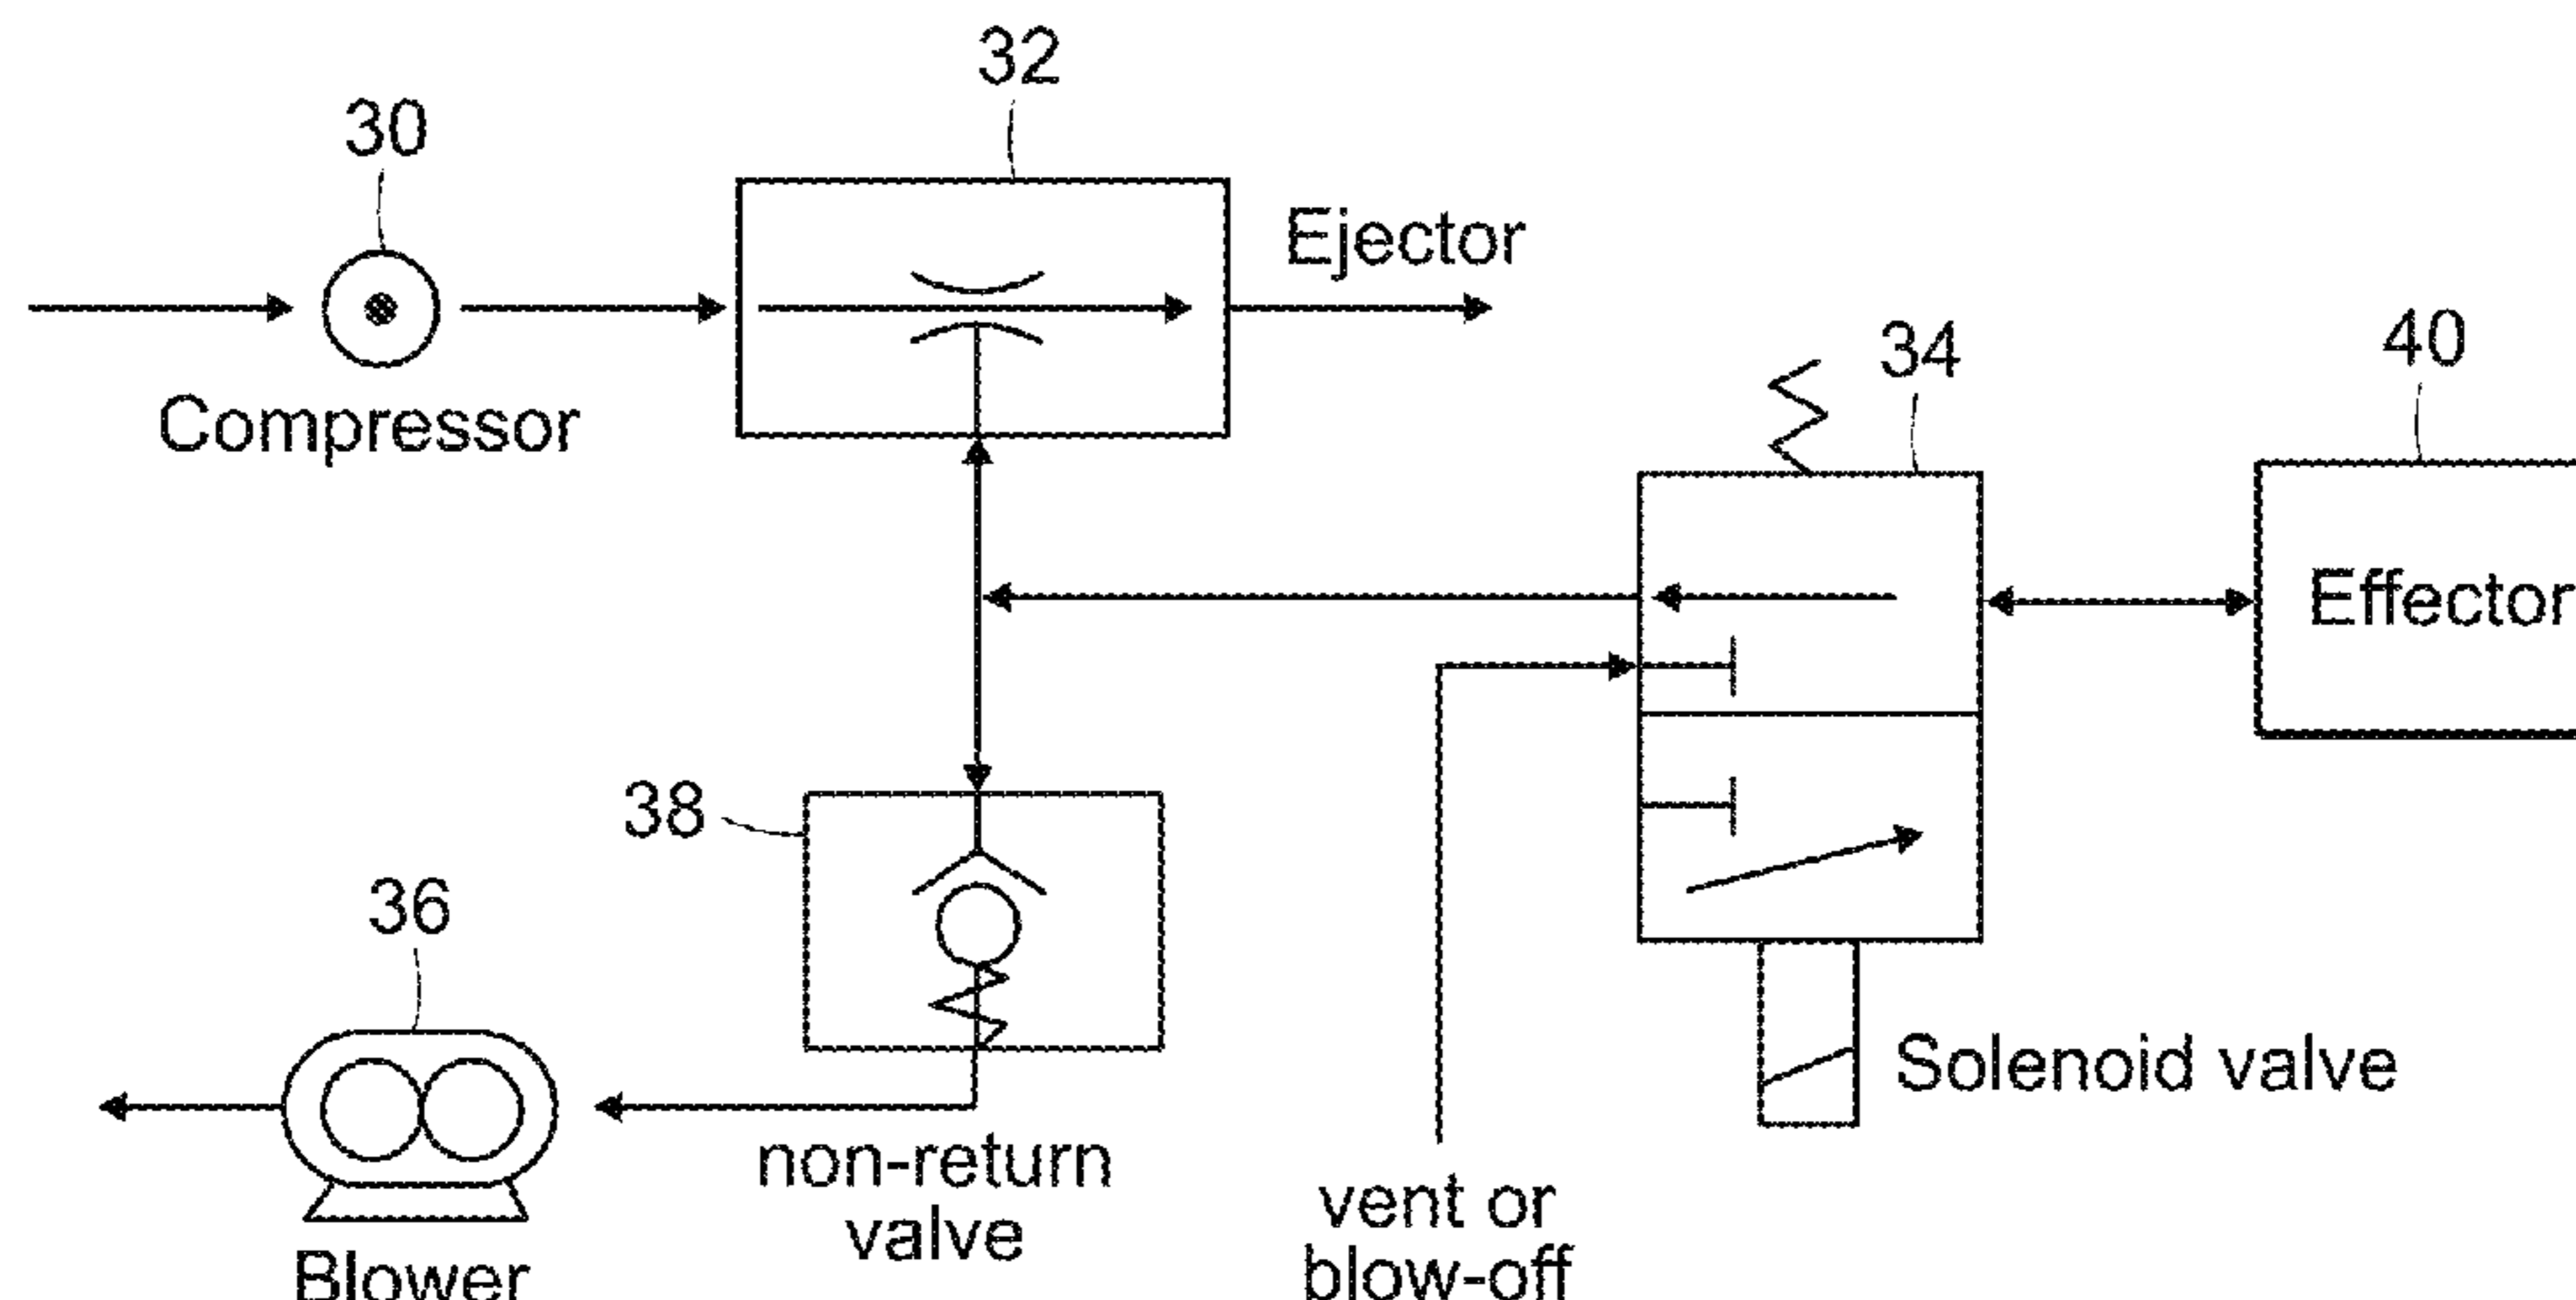 32
30
Ejector
34
40
Compressor
Effector
38
36
Solenoid valve
non-return
valve
vent or
blow-off
Blower